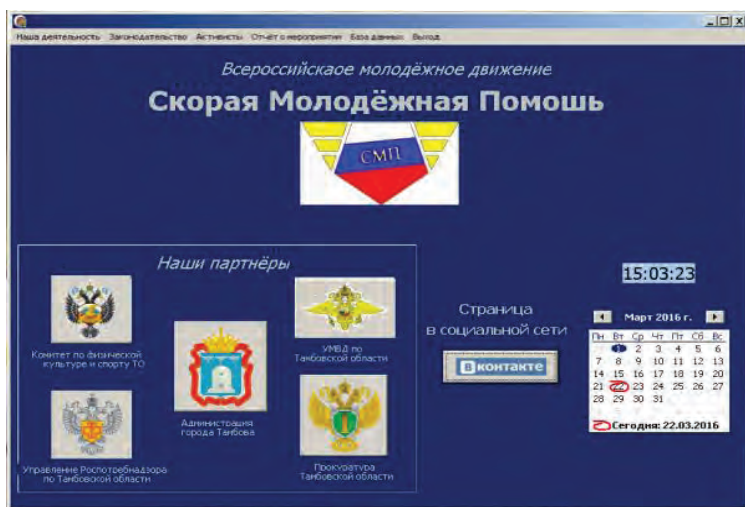 Наша деятельность Законодательство Активисты Отчёт о мероприятии База данных Выход
Всероссийскаое молодёжное движение
Скорая Молодёжная Помощь
СМП
Наши партнёры
Комитет по физической
культуре и спорту ТО
Управление Роспотребнадзора
по Тамбовской области
Администрация
города Тамбова
УМВД по
Тамбовской области
Прокуратура
Тамбовской области
Страница
в социальной сети
В контакте
15:03:23
Март 2016 г.
Пн Вт Ср Чт Пт Сб Вс
1 2 3 4 5 6
7 8 9 10 11 12 13
14 15 16 17 18 19 20
21 22 23 24 25 26 27
28 29 30 31
Сегодня: 22.03.2016